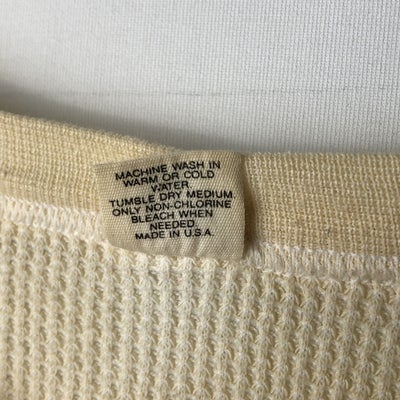 MACHINE WASH IN
WARM OR COLD
WATER.
TUMBLE DRY MEDIUM.
ONLY NON-CHLORINE
BLEACH WHEN
NEEDED.
MADE IN U.S.A.